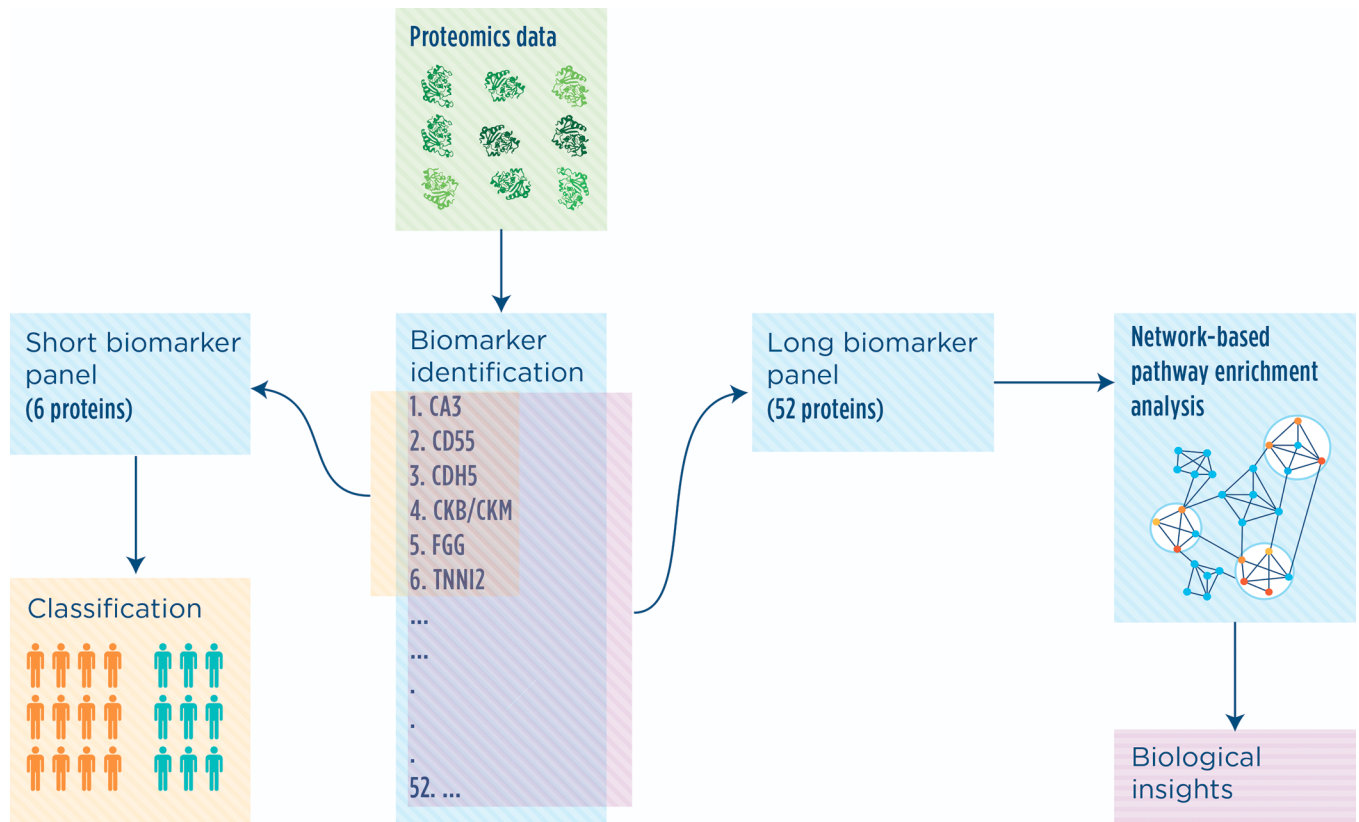 Proteomics data
Short biomarker
panel
(6 proteins)
Classification
Biomarker
identification
1. CA3
2. CD55
3. CDH5
4. CKB/CKM
5. FGG
6. TNNI2
...
...
.
.
.
52. ...
Long biomarker
panel
(52 proteins)
Network-based
pathway enrichment
analysis
Biological
insights